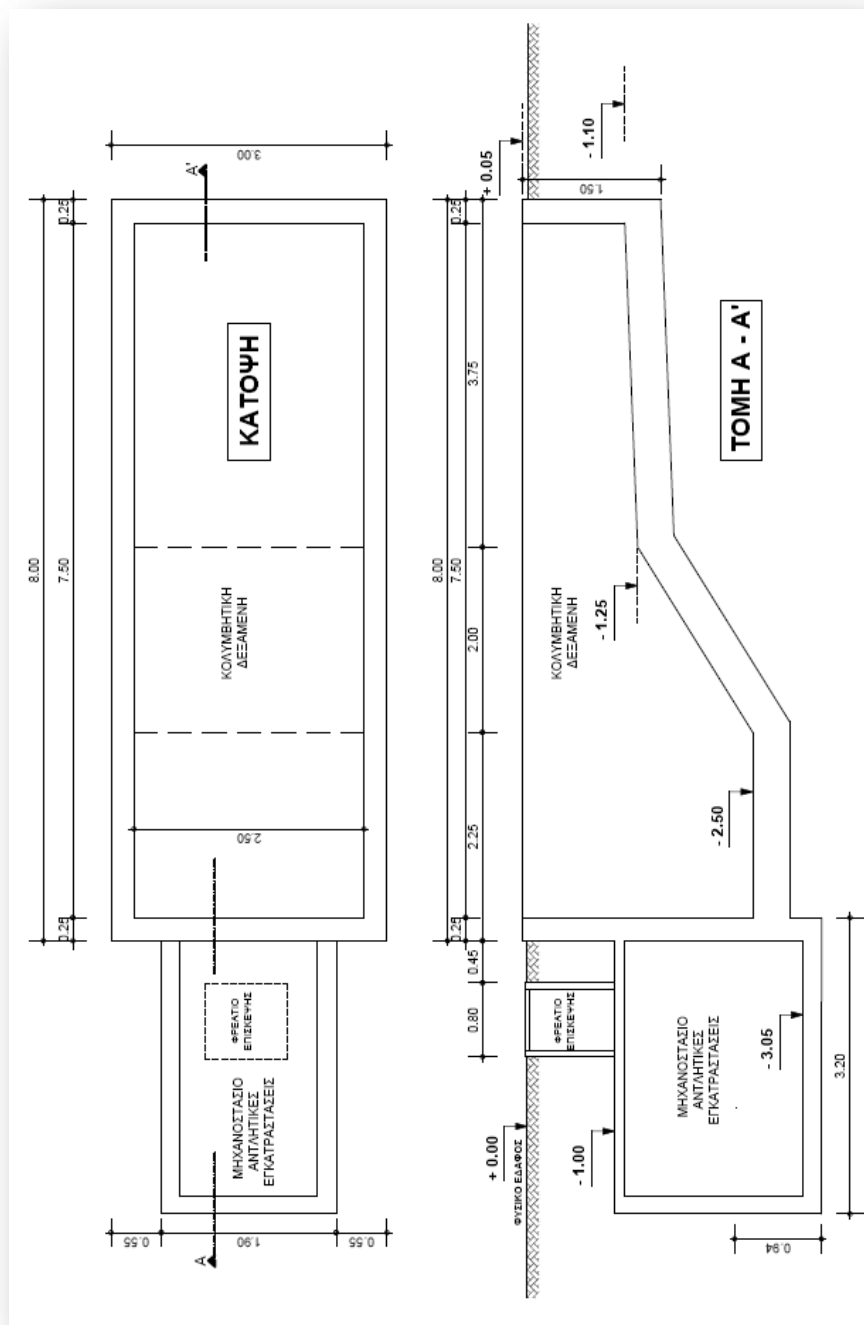 ΚΑΤΟΨΗ
8.00
0.25
7.50
0.25
3.00
A'
ΚΟΛΥΜΒΗΤΙΚΗ
ΔΕΞΑΜΕΝΗ
2.50
ΦΡΕΑΤΙΟ
ΕΠΙΣΚΕΨΗΣ
ΜΗΧΑΝΟΣΤΑΣΙΟ
ΑΝΤΛΗΤΙΚΕΣ
ΕΓΚΑΤΡΑΣΤΑΣΕΙΣ
0.55
1.90
0.55
A
ΤΟΜΗ Α - Α'
8.00
0.25
7.50
0.25
3.75
2.00
2.25
0.45
0.80
+ 0.05
- 1.10
1.50
ΚΟΛΥΜΒΗΤΙΚΗ
ΔΕΞΑΜΕΝΗ
- 1.25
- 2.50
ΦΡΕΑΤΙΟ
ΕΠΙΣΚΕΨΗΣ
+ 0.00
ΦΥΣΙΚΟ ΕΔΑΦΟΣ
- 1.00
ΜΗΧΑΝΟΣΤΑΣΙΟ
ΑΝΤΛΗΤΙΚΕΣ
ΕΓΚΑΤΡΑΣΤΑΣΕΙΣ
- 3.05
3.20
0.94